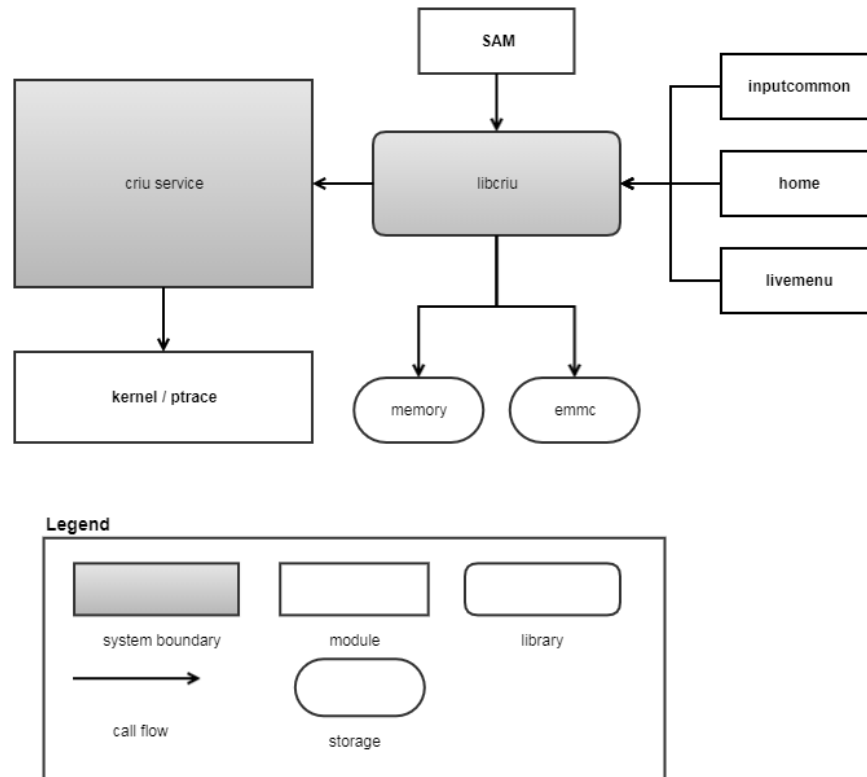 SAM
inputcommon
criu service
libcriu
home
livemenu
kernel / ptrace
memory
emmc
Legend
system boundary
module
library
call flow
storage